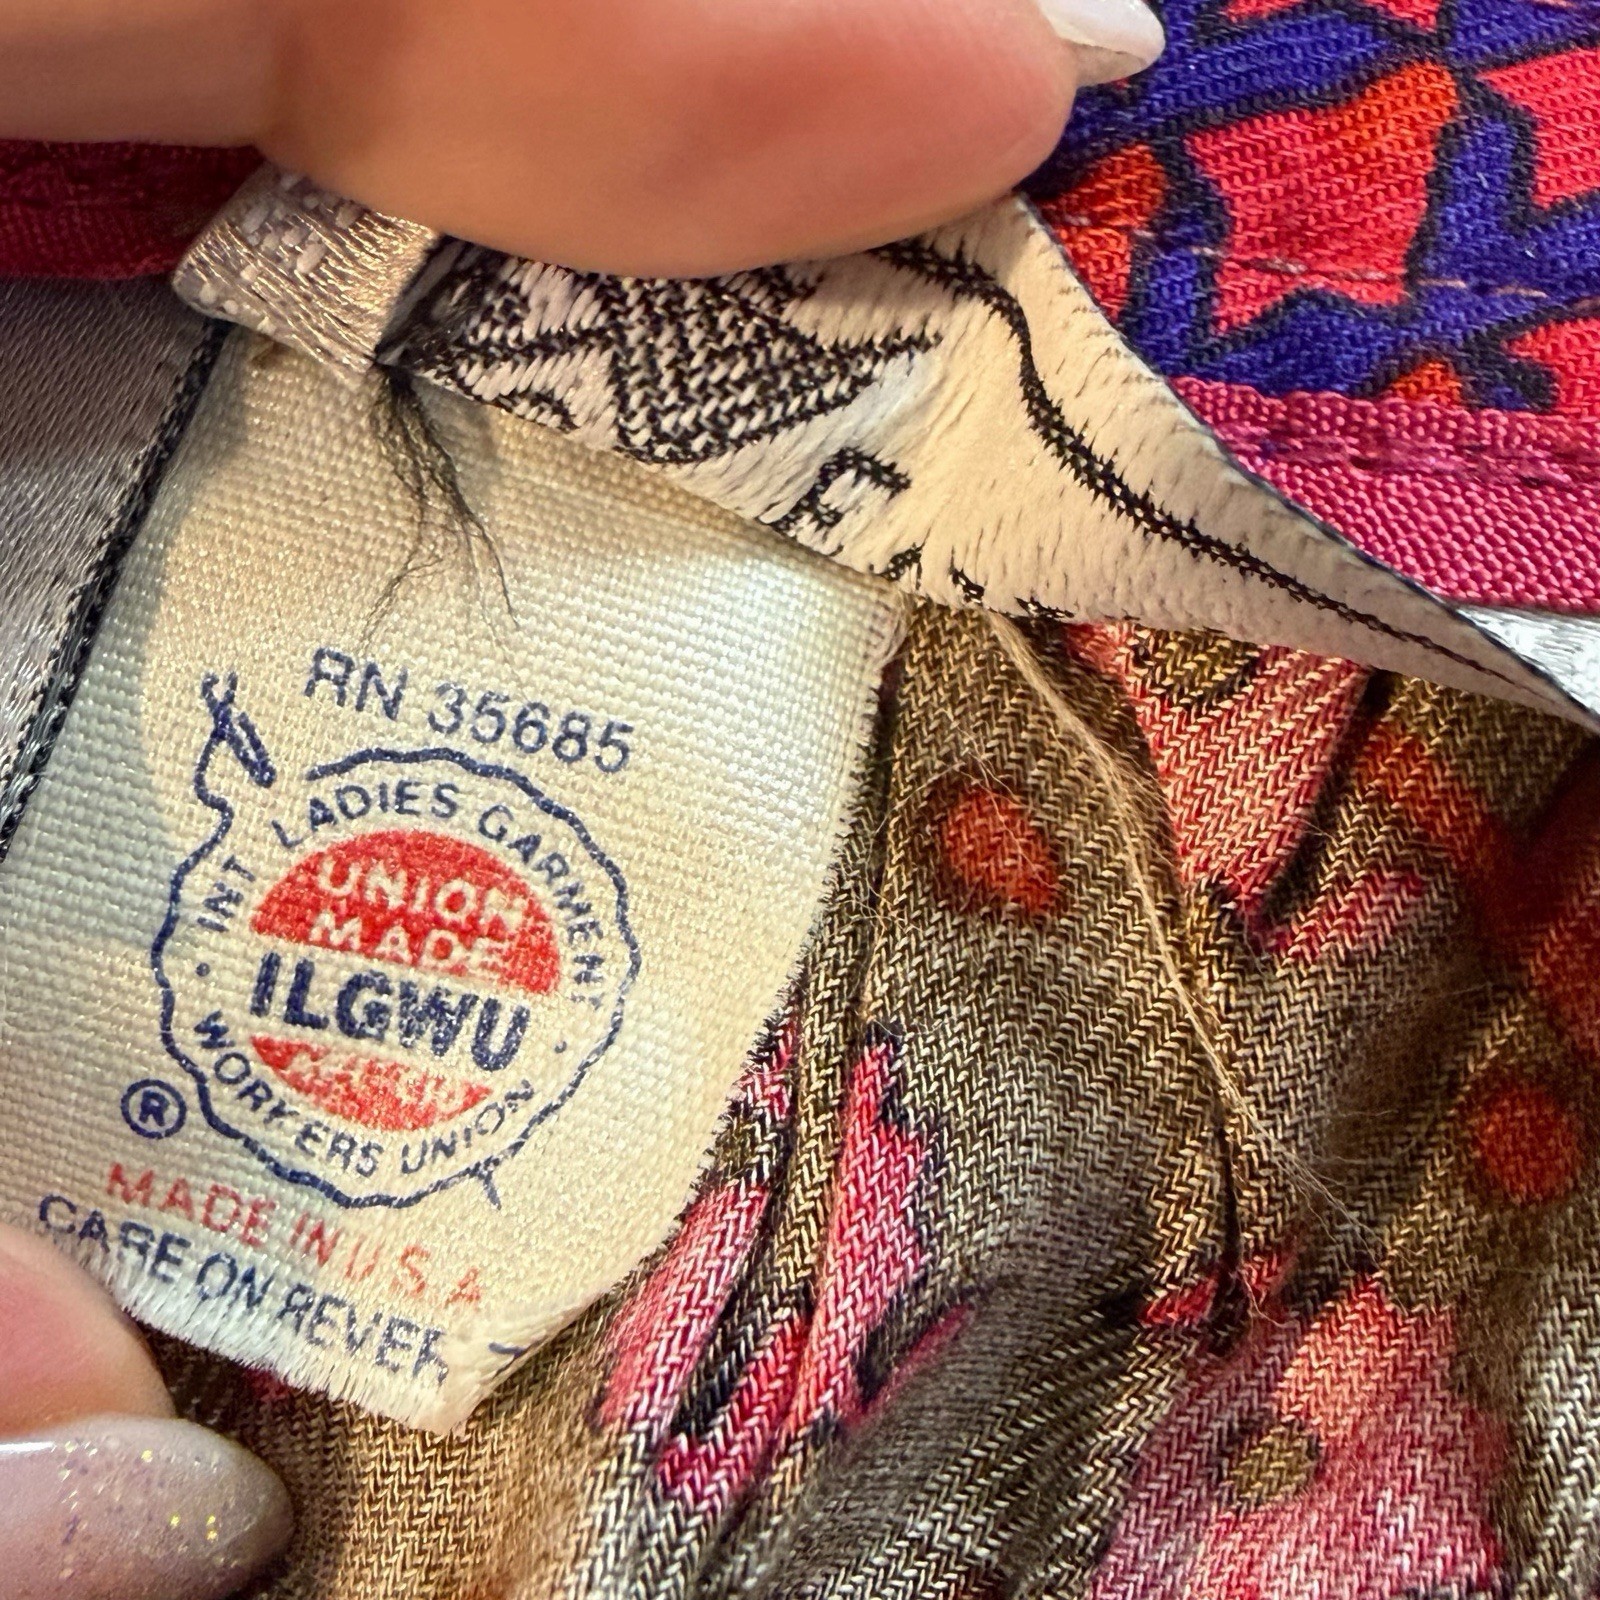 RN 35685
INT LADIES GARMENT
UNION
MADE
ILGWU
WORKERS UNION
®
MADE IN U.S.A
CARE ON REVER